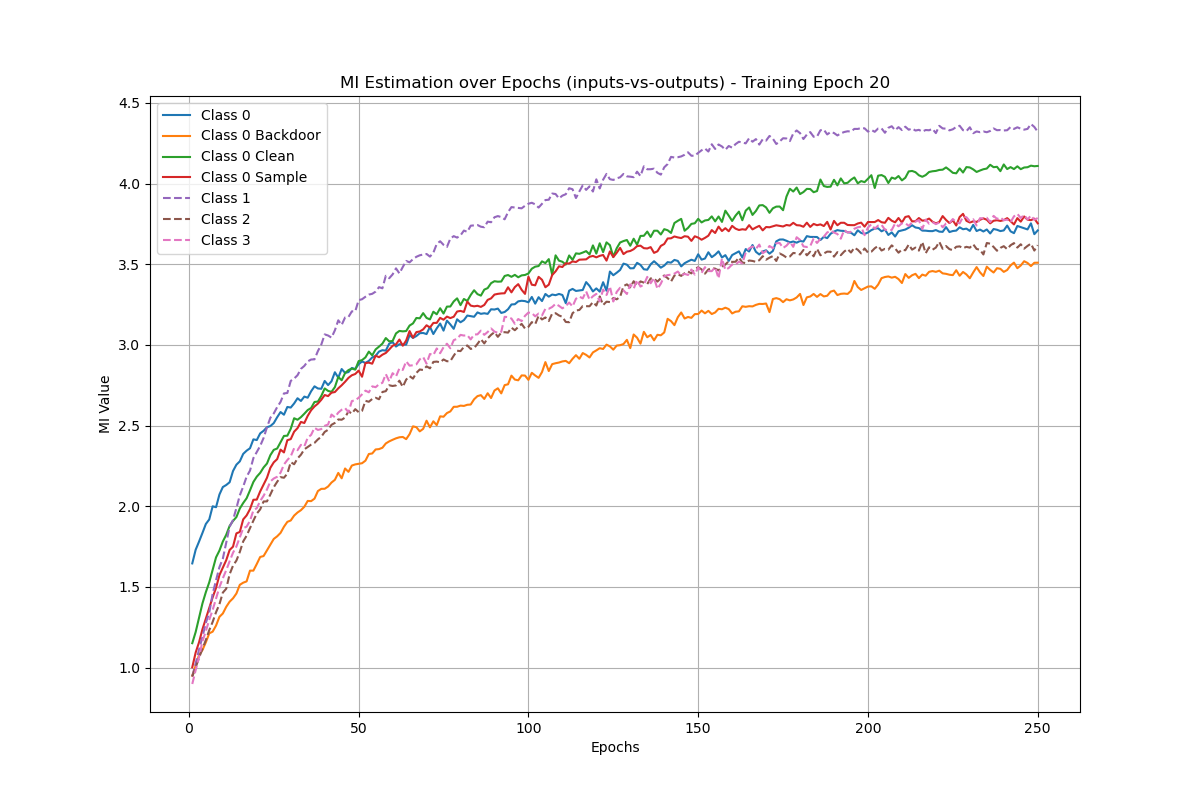 MI Estimation over Epochs (inputs-vs-outputs) - Training Epoch 20
4.5
4.0
3.5
3.0
2.5
2.0
1.5
1.0
MI Value
Class 0
Class 0 Backdoor
Class 0 Clean
Class 0 Sample
Class 1
Class 2
Class 3
0
50
100
150
200
250
Epochs